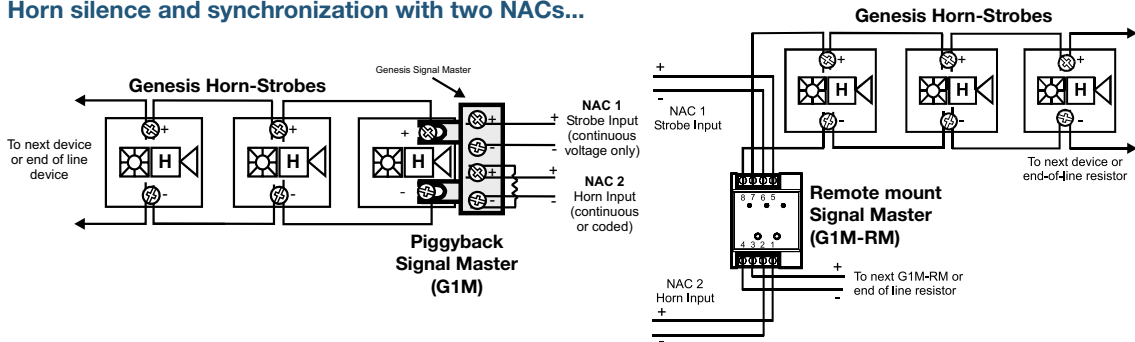 Horn silence and synchronization with two NACs...
Genesis Signal Master
Genesis Horn-Strobes
To next device
or end of line
device
+
-
H
+
-
H
+
-
H
+
-
+
-
NAC 1
+ Strobe Input
(continuous
- voltage only)
+
NAC 2
Horn Input
- (continuous
or coded)
Piggyback
Signal Master
(G1M)
Genesis Horn-Strobes
+
-
NAC 1
Strobe Input
+
-
H
+
-
H
+
-
H
To next device or
end-of-line resistor
8 7 6 5
4 3 2 1
Remote mount
Signal Master
(G1M-RM)
+
-
To next G1M-RM or
end of line resistor
NAC 2
Horn Input
+
-